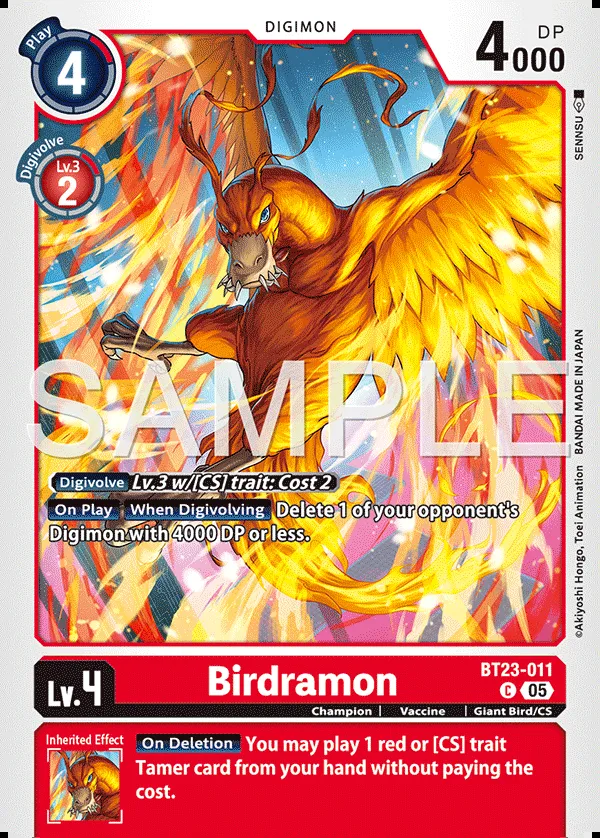 DIGIMON
Play
4
4000
DP
Digivolve
Lv.3
2
SENNSU
SAMPLE
Digivolve Lv.3 w/[CS] trait: Cost 2
On Play When Digivolving Delete 1 of your opponent's
Digimon with 4000 DP or less.
©Akiyoshi Hongo, Toei Animation BANDAI MADE IN JAPAN
Lv.4
Birdramon
BT23-011
C 05
Champion | Vaccine | Giant Bird/CS
Inherited Effect
On Deletion You may play 1 red or [CS] trait
Tamer card from your hand without paying the
cost.